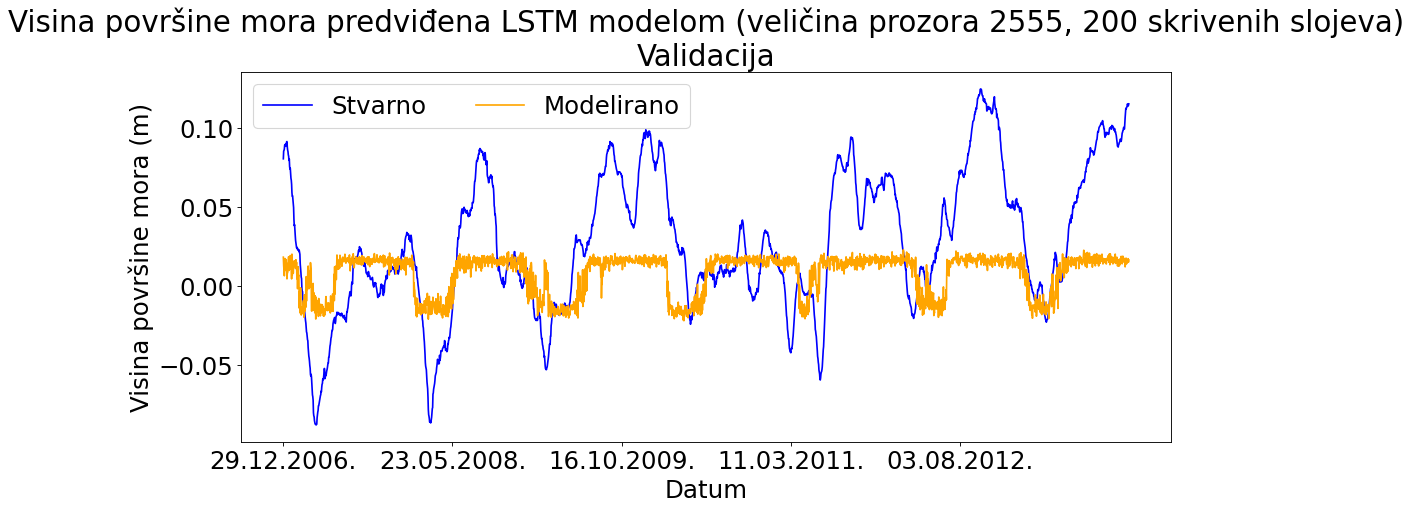 Visina površine mora predviđena LSTM modelom (veličina prozora 2555, 200 skrivenih slojeva)
Validacija
Stvarno
Modelirano
Visina površine mora (m)
0.10
0.05
0.00
−0.05
29.12.2006.
23.05.2008.
16.10.2009.
11.03.2011.
03.08.2012.
Datum